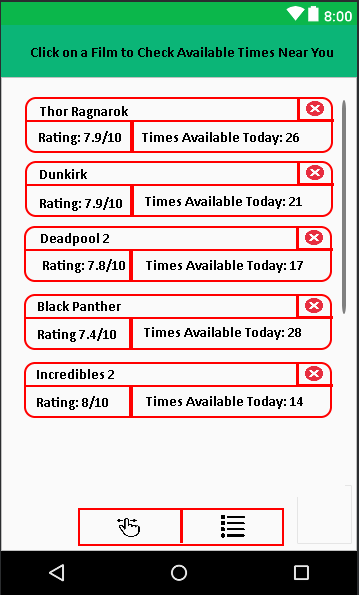 8:00
Click on a Film to Check Available Times Near You
Thor Ragnarok
Rating: 7.9/10 Times Available Today: 26
Dunkirk
Rating: 7.9/10 Times Available Today: 21
Deadpool 2
Rating: 7.8/10 Times Available Today: 17
Black Panther
Rating 7.4/10 Times Available Today: 28
Incredibles 2
Rating: 8/10 Times Available Today: 14